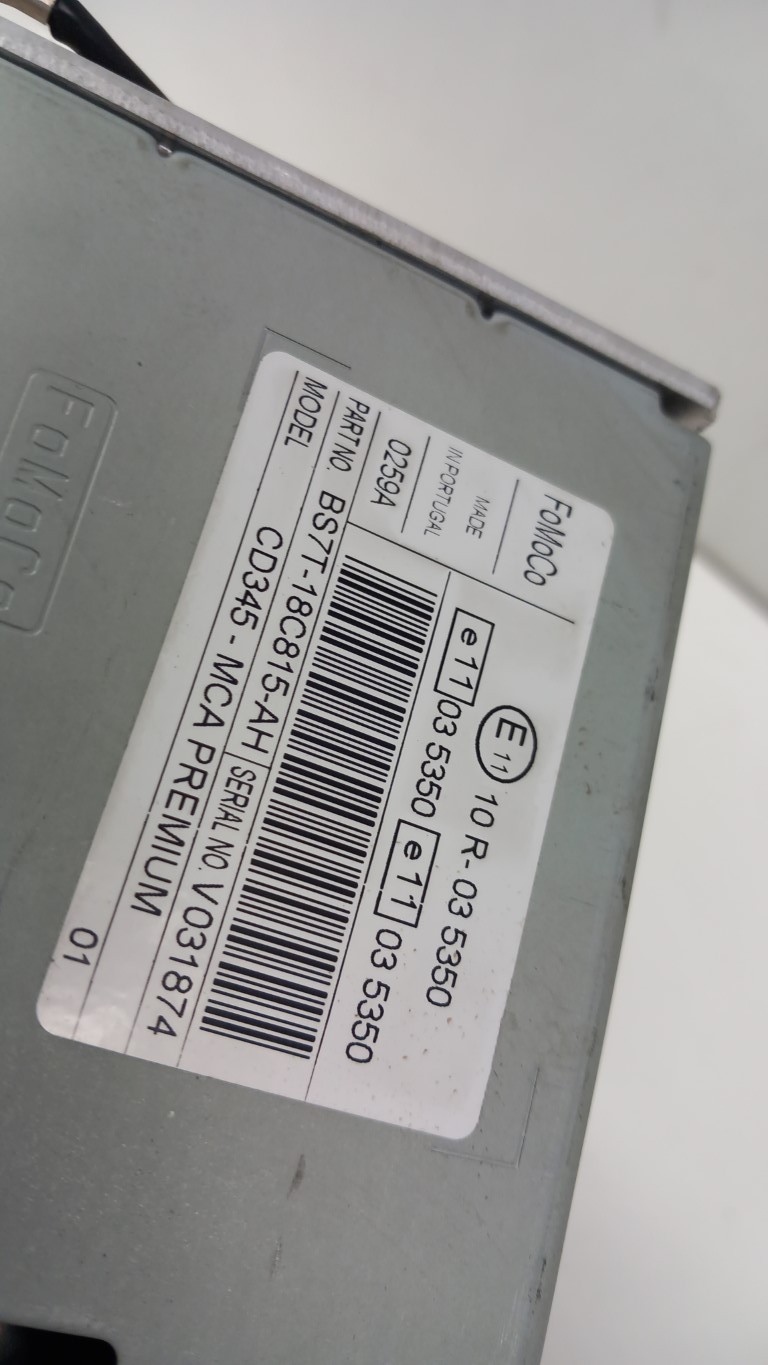 FoMoCo
MADE
IN PORTUGAL
0259A
E 11 10 R- 03 5350
e 11 03 5350 e 11 03 5350
PART NO. BS7T-18C815-AH SERIAL NO. V031874
MODEL CD345 - MCA PREMIUM
01
FoMoCo